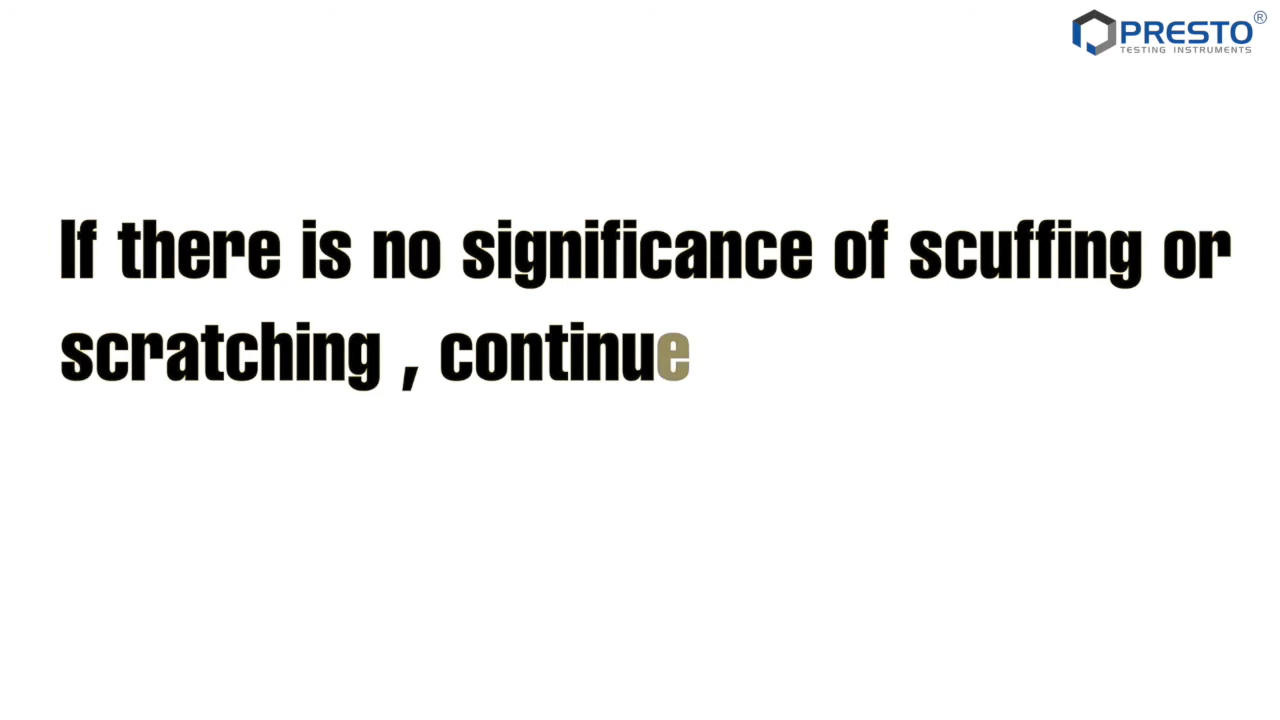 PRESTO®
TESTING INSTRUMENTS
If there is no significance of scuffing or
scratching , continue